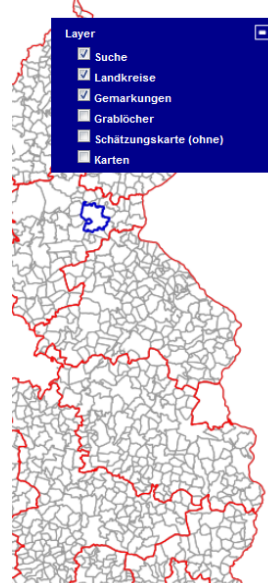 Layer
Suche
Landkreise
Gemarkungen
Grablöcher
Schätzungskarte (ohne)
Karten